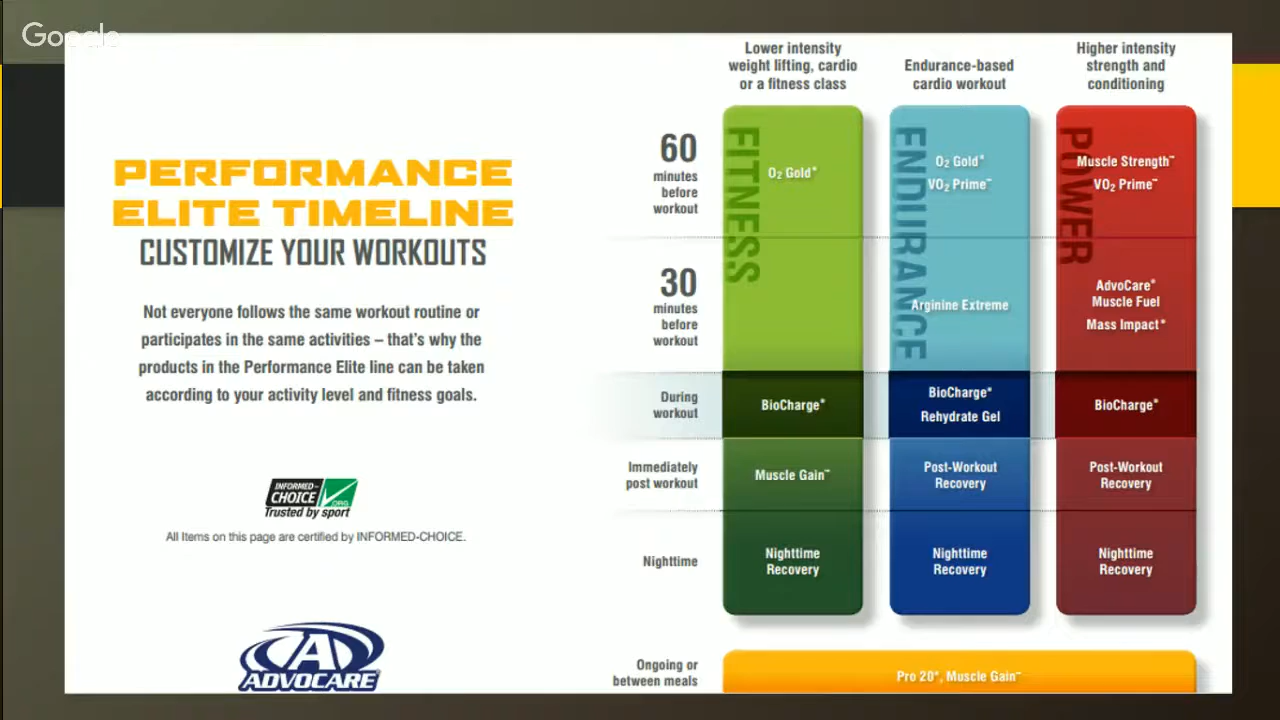 Google
PERFORMANCE
ELITE TIMELINE
CUSTOMIZE YOUR WORKOUTS
Not everyone follows the same workout routine or
participates in the same activities – that's why the
products in the Performance Elite line can be taken
according to your activity level and fitness goals.
INFORMED–
CHOICE
.ORG
Trusted by sport
All Items on this page are certified by INFORMED-CHOICE.
A
ADVOCARE®
Lower intensity
weight lifting, cardio
or a fitness class
Endurance-based
cardio workout
Higher intensity
strength and
conditioning
FITNESS
ENDURANCE
POWER
60
minutes
before
workout
O₂ Gold®
O₂ Gold®
VO₂ Prime™
Muscle Strength™
VO₂ Prime™
30
minutes
before
workout
Arginine Extreme
AdvoCare®
Muscle Fuel
Mass Impact®
During
workout
BioCharge®
BioCharge®
Rehydrate Gel
BioCharge®
Immediately
post workout
Muscle Gain™
Post-Workout
Recovery
Post-Workout
Recovery
Nighttime
Nighttime
Recovery
Nighttime
Recovery
Nighttime
Recovery
Ongoing or
between meals
Pro 20®, Muscle Gain™